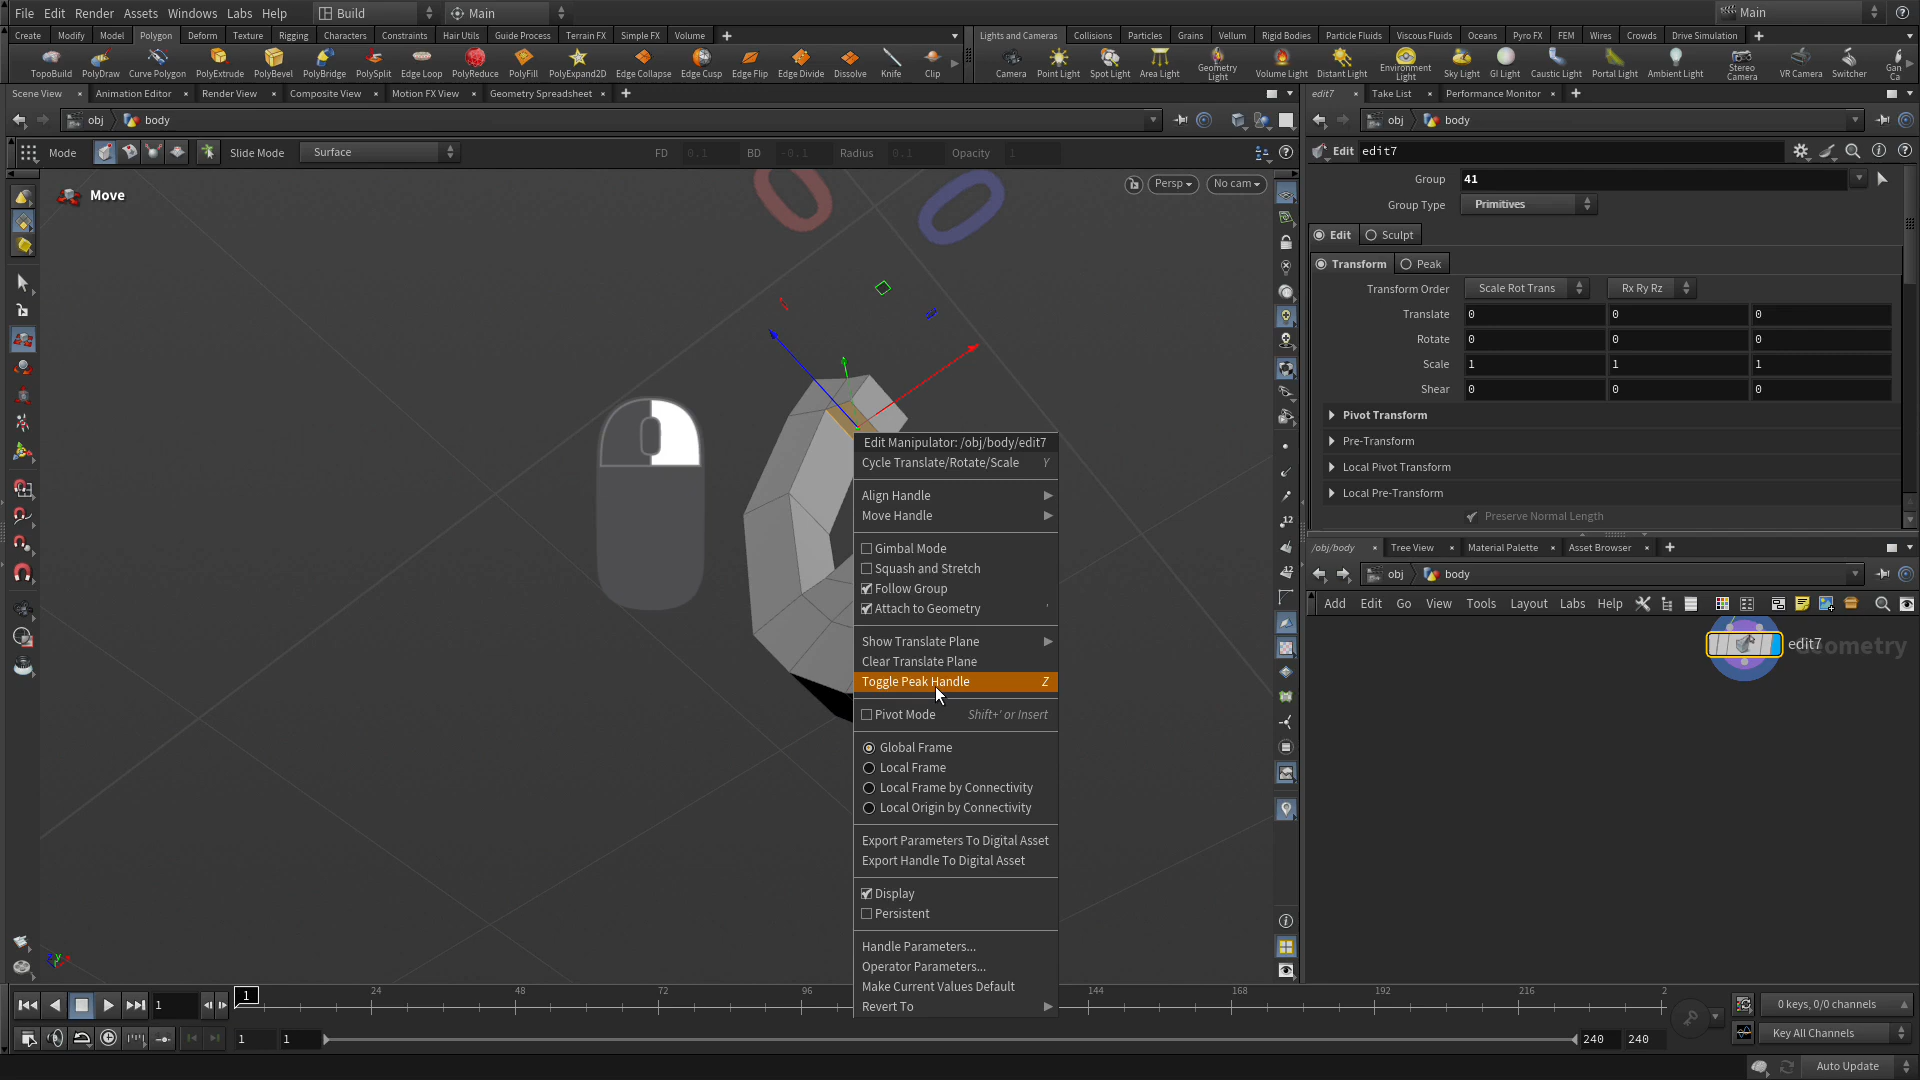 File Edit Render Assets Windows Labs Help Build Main Main
Create Modify Model Polygon Deform Texture Rigging Characters Constraints Hair Utils Guide Process Terrain FX Simple FX Volume
Lights and Cameras Collisions Particles Grains Vellum Rigid Bodies Particle Fluids Viscous Fluids Oceans Pyro FX FEM Wires Crowds Drive Simulation
TopoBuild PolyDraw Curve Polygon PolyExtrude PolyBevel PolyBridge PolySplit Edge Loop PolyReduce PolyFill PolyExpand2D Edge Collapse Edge Cusp Edge Flip Edge Divide Dissolve Knife Clip
Camera Point Light Spot Light Area Light Geometry Light Volume Light Distant Light Environment Light Sky Light GI Light Caustic Light Portal Light Ambient Light Stereo Camera VR Camera Switcher Gan Ca
Scene View Animation Editor Render View Composite View Motion FX View Geometry Spreadsheet
edit7 Take List Performance Monitor
obj body
obj body
Mode Slide Mode Surface FD 0.1 BD -0.1 Radius 0.1 Opacity 1
Edit edit7
Move
Persp No cam
Group 41
Group Type Primitives
Edit Sculpt
Transform Peak
Transform Order Scale Rot Trans Rx Ry Rz
Translate 0 0 0
Rotate 0 0 0
Scale 1 1 1
Shear 0 0 0
Pivot Transform
Pre-Transform
Local Pivot Transform
Local Pre-Transform
Preserve Normal Length
Edit Manipulator: /obj/body/edit7
Cycle Translate/Rotate/Scale Y
Align Handle
Move Handle
Gimbal Mode
Squash and Stretch
Follow Group
Attach to Geometry '
Show Translate Plane
Clear Translate Plane
Toggle Peak Handle Z
Pivot Mode Shift+' or Insert
Global Frame
Local Frame
Local Frame by Connectivity
Local Origin by Connectivity
Export Parameters To Digital Asset
Export Handle To Digital Asset
Display
Persistent
Handle Parameters...
Operator Parameters...
Make Current Values Default
Revert To
12
12
/obj/body Tree View Material Palette Asset Browser
obj body
Add Edit Go View Tools Layout Labs Help
edit7
Geometry
z y x
1 1 24 48 72 96 144 168 192 216 2
0 keys, 0/0 channels
1 1 240 240
Key All Channels
Auto Update